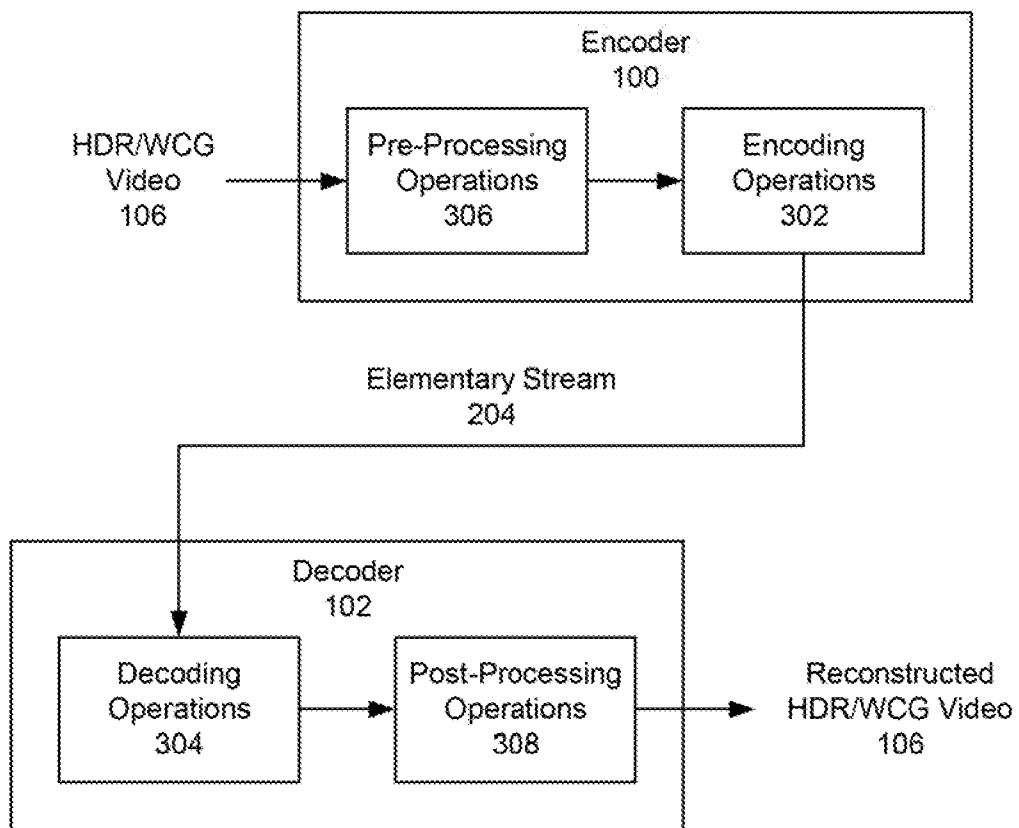 Encoder
100
HDR/WCG
Video
106
Pre-Processing
Operations
306
Encoding
Operations
302
Elementary Stream
204
Decoder
102
Decoding
Operations
304
Post-Processing
Operations
308
Reconstructed
HDR/WCG Video
106